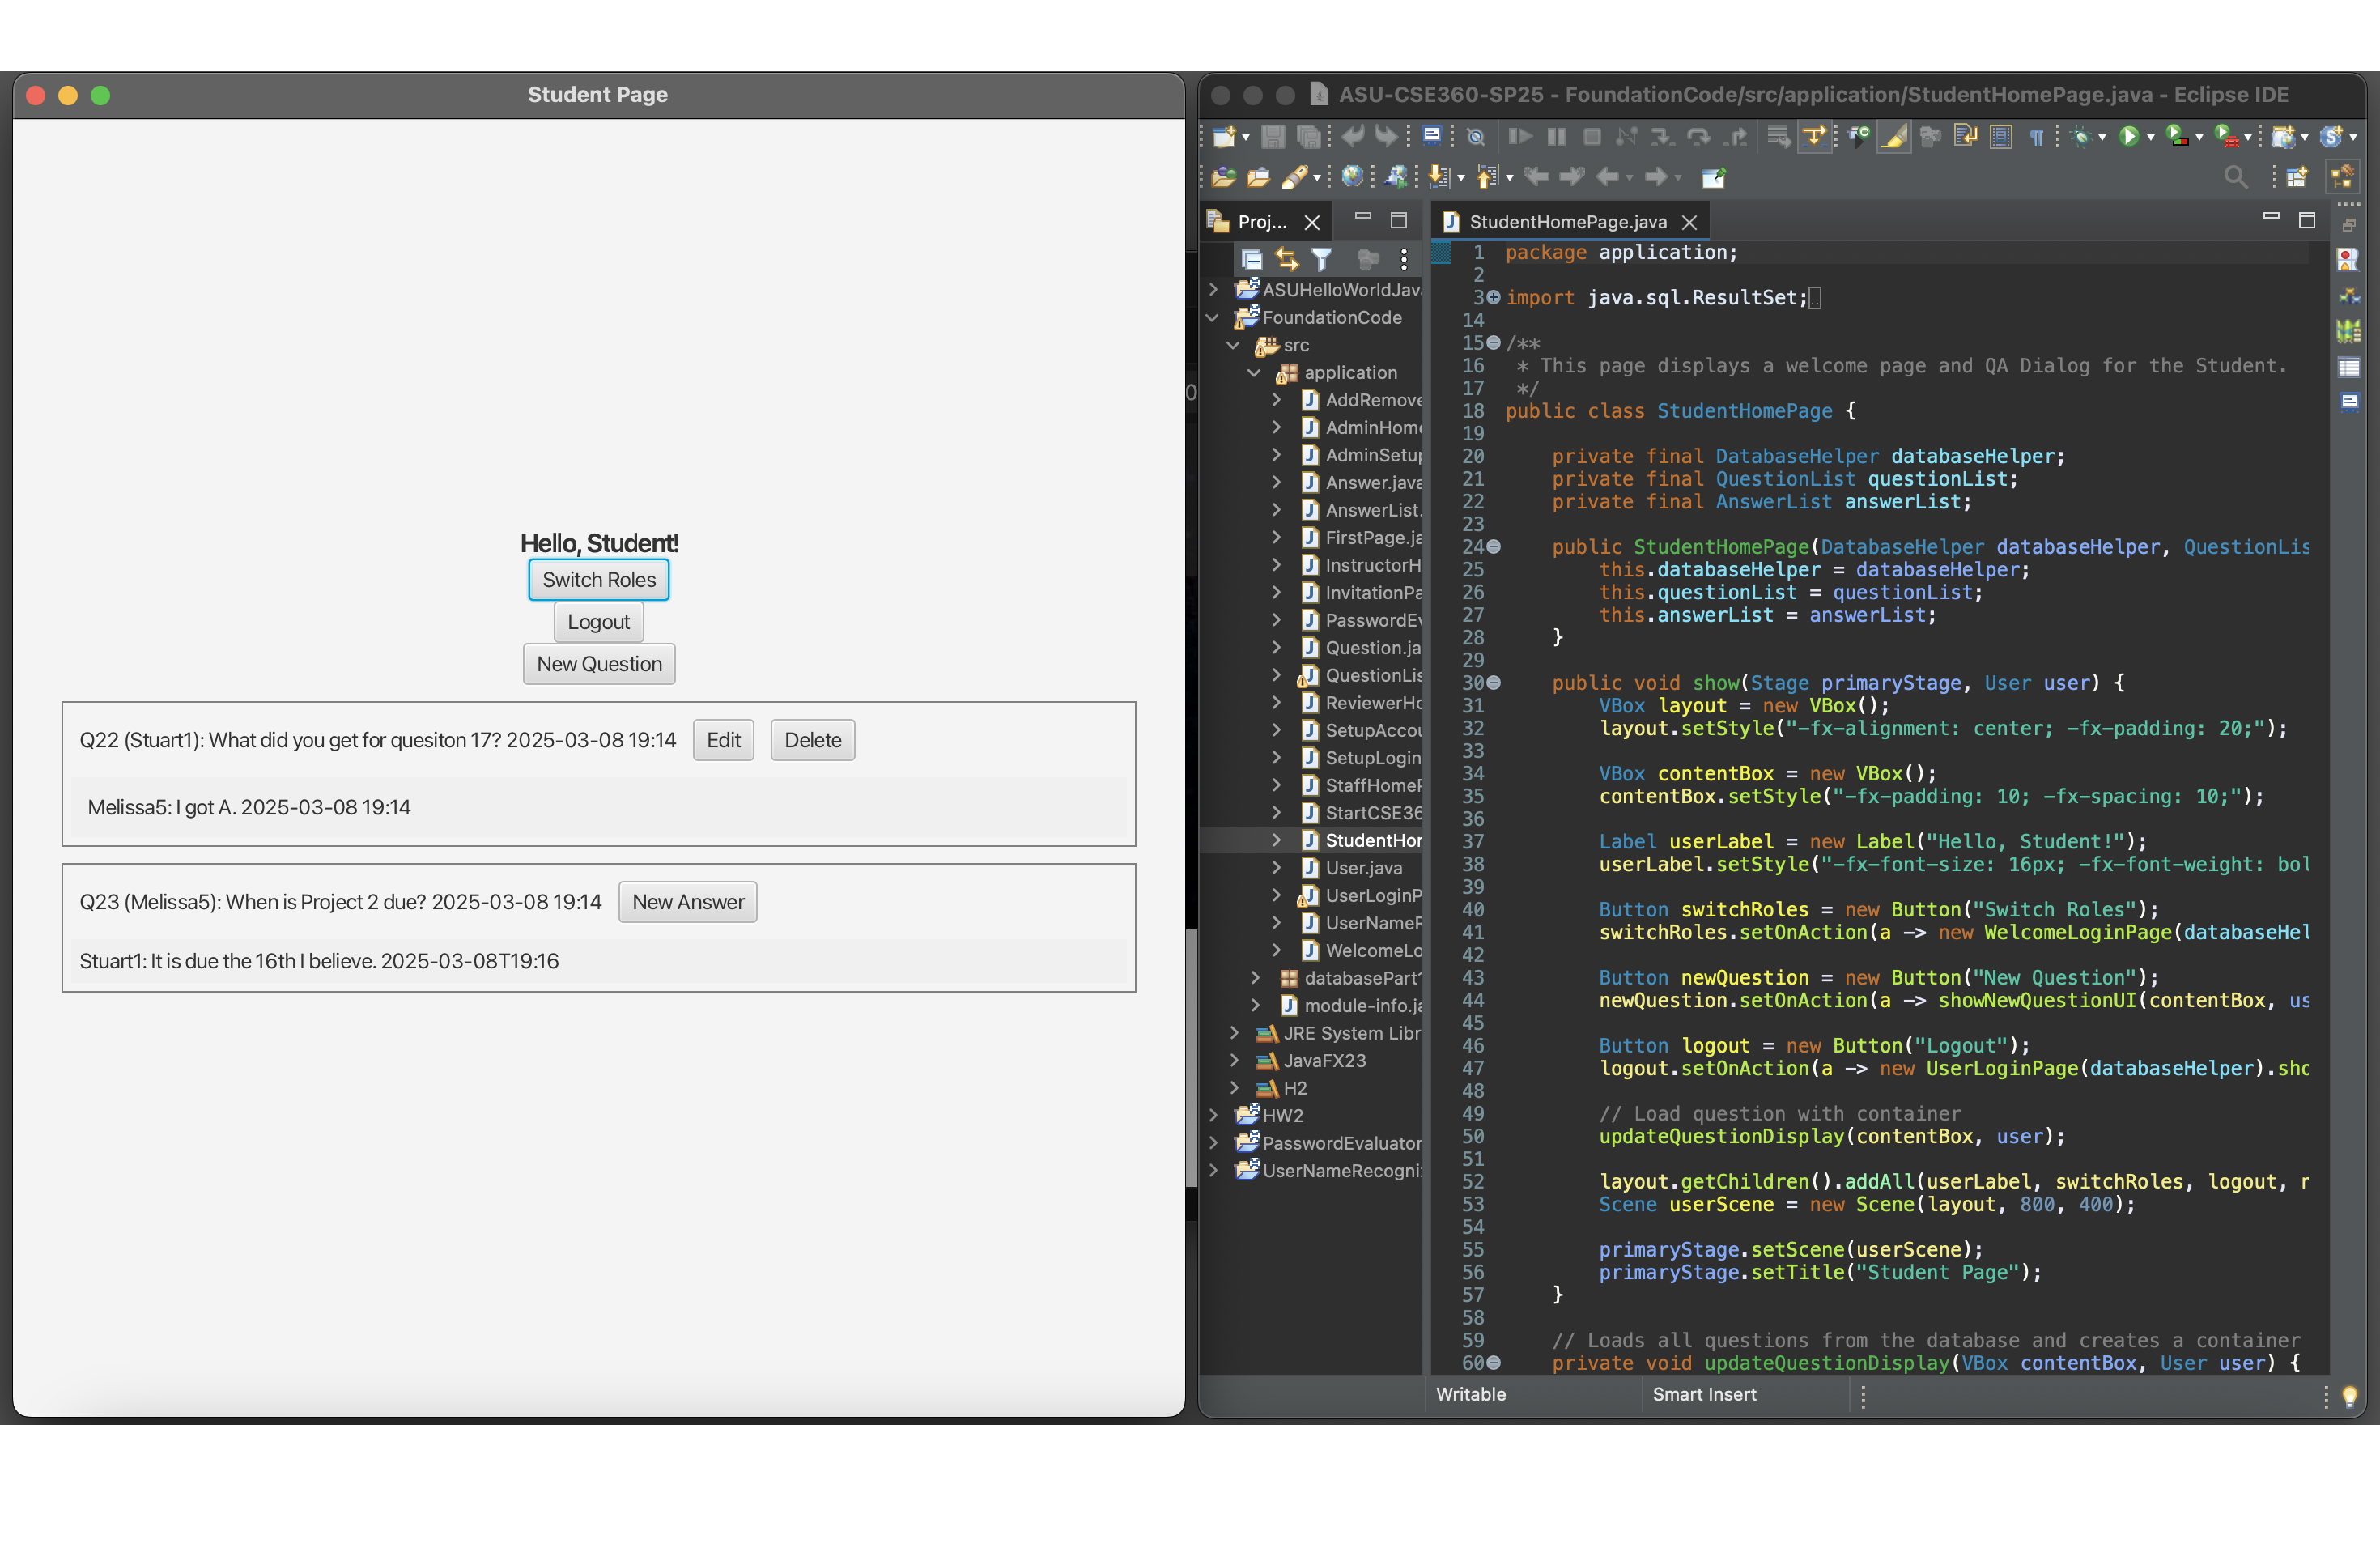 Student Page
Hello, Student!
Switch Roles
Logout
New Question
Q22 (Stuart1): What did you get for quesiton 17? 2025-03-08 19:14 Edit Delete
Melissa5: I got A. 2025-03-08 19:14
Q23 (Melissa5): When is Project 2 due? 2025-03-08 19:14 New Answer
Stuart1: It is due the 16th I believe. 2025-03-08T19:16
ASU-CSE360-SP25 - FoundationCode/src/application/StudentHomePage.java - Eclipse IDE
Proj...
ASUHelloWorldJav
FoundationCode
src
application
AddRemove
AdminHome
AdminSetup
Answer.java
AnswerList.
FirstPage.ja
InstructorH
InvitationPa
PasswordEv
Question.ja
QuestionLis
ReviewerHo
SetupAccou
SetupLogin
StaffHomeP
StartCSE36
StudentHor
User.java
UserLoginP
UserNameR
WelcomeLo
databasePart1
module-info.ja
JRE System Libr
JavaFX23
H2
HW2
PasswordEvaluator
UserNameRecogni
StudentHomePage.java
1 package application;
2
3 import java.sql.ResultSet;
14
15 /**
16 * This page displays a welcome page and QA Dialog for the Student.
17 */
18 public class StudentHomePage {
19
20 private final DatabaseHelper databaseHelper;
21 private final QuestionList questionList;
22 private final AnswerList answerList;
23
24 public StudentHomePage(DatabaseHelper databaseHelper, QuestionLis
25 this.databaseHelper = databaseHelper;
26 this.questionList = questionList;
27 this.answerList = answerList;
28 }
29
30 public void show(Stage primaryStage, User user) {
31 VBox layout = new VBox();
32 layout.setStyle("-fx-alignment: center; -fx-padding: 20;");
33
34 VBox contentBox = new VBox();
35 contentBox.setStyle("-fx-padding: 10; -fx-spacing: 10;");
36
37 Label userLabel = new Label("Hello, Student!");
38 userLabel.setStyle("-fx-font-size: 16px; -fx-font-weight: bol
39
40 Button switchRoles = new Button("Switch Roles");
41 switchRoles.setOnAction(a -> new WelcomeLoginPage(databaseHel
42
43 Button newQuestion = new Button("New Question");
44 newQuestion.setOnAction(a -> showNewQuestionUI(contentBox, us
45
46 Button logout = new Button("Logout");
47 logout.setOnAction(a -> new UserLoginPage(databaseHelper).sho
48
49 // Load question with container
50 updateQuestionDisplay(contentBox, user);
51
52 layout.getChildren().addAll(userLabel, switchRoles, logout, n
53 Scene userScene = new Scene(layout, 800, 400);
54
55 primaryStage.setScene(userScene);
56 primaryStage.setTitle("Student Page");
57 }
58
59 // Loads all questions from the database and creates a container
60 private void updateQuestionDisplay(VBox contentBox, User user) {
Writable Smart Insert